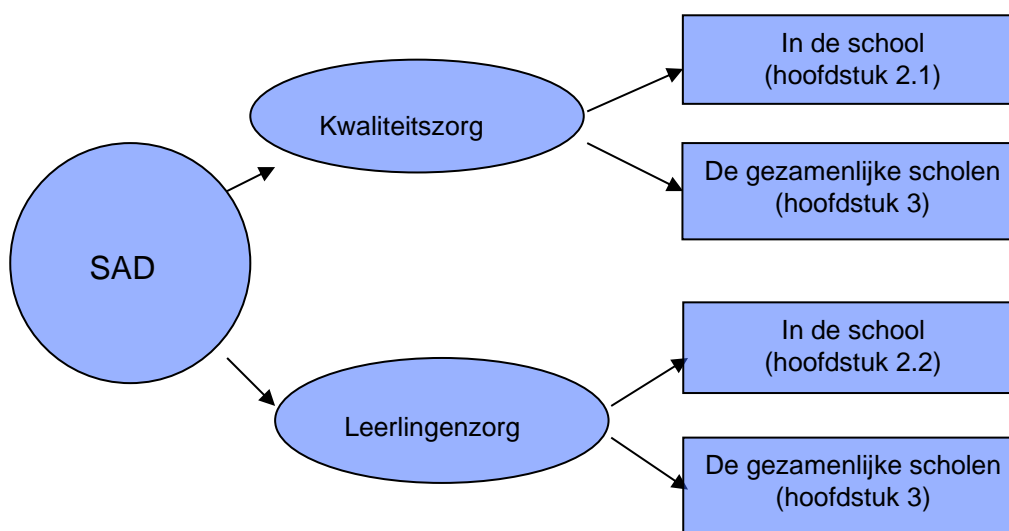 In de school
(hoofdstuk 2.1)
Kwaliteitszorg
De gezamenlijke scholen
(hoofdstuk 3)
SAD
In de school
(hoofdstuk 2.2)
Leerlingenzorg
De gezamenlijke scholen
(hoofdstuk 3)